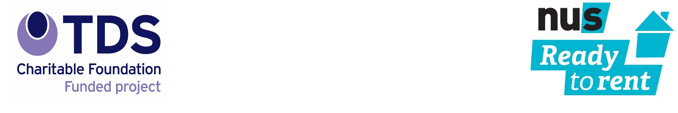 TDS
Charitable Foundation
Funded project
nus
Ready
to rent